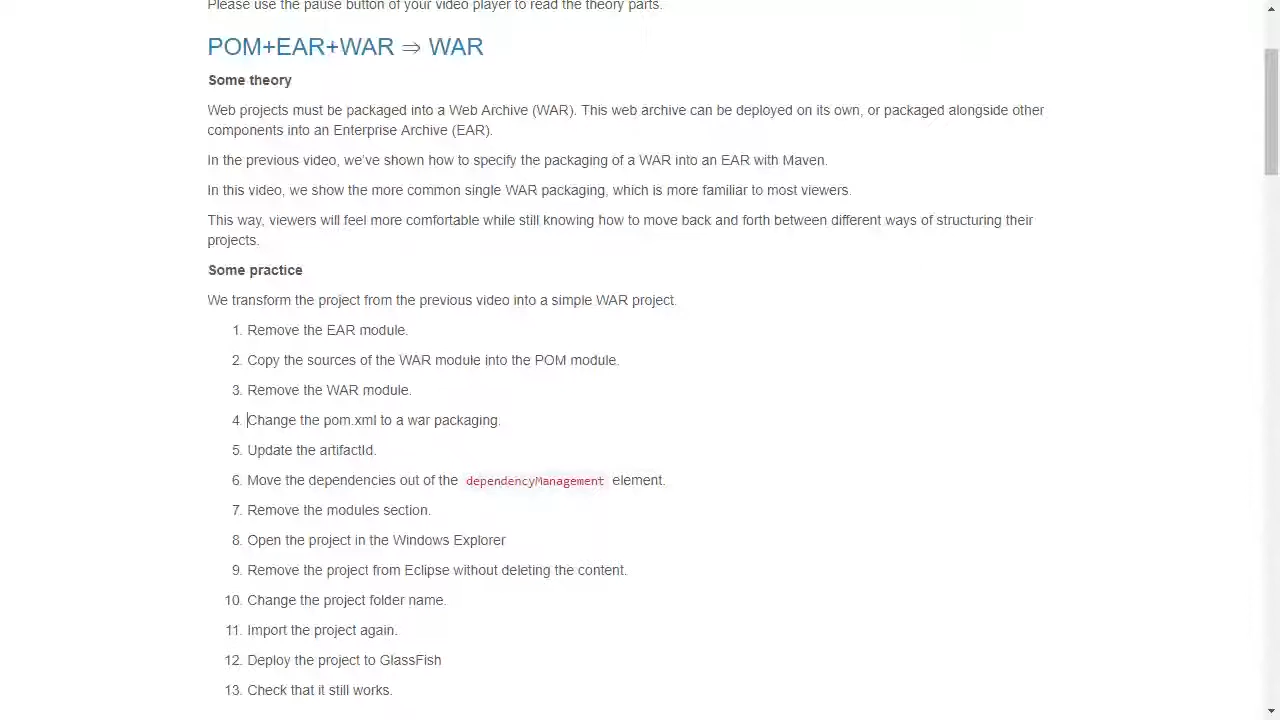 Please use the pause button of your video player to read the theory parts.
POM+EAR+WAR ⇒ WAR
Some theory
Web projects must be packaged into a Web Archive (WAR). This web archive can be deployed on its own, or packaged alongside other
components into an Enterprise Archive (EAR).
In the previous video, we've shown how to specify the packaging of a WAR into an EAR with Maven.
In this video, we show the more common single WAR packaging, which is more familiar to most viewers.
This way, viewers will feel more comfortable while still knowing how to move back and forth between different ways of structuring their
projects.
Some practice
We transform the project from the previous video into a simple WAR project.
1. Remove the EAR module.
2. Copy the sources of the WAR module into the POM module.
3. Remove the WAR module.
4. Change the pom.xml to a war packaging.
5. Update the artifactId.
6. Move the dependencies out of the dependencyManagement element.
7. Remove the modules section.
8. Open the project in the Windows Explorer
9. Remove the project from Eclipse without deleting the content.
10. Change the project folder name.
11. Import the project again.
12. Deploy the project to GlassFish
13. Check that it still works.